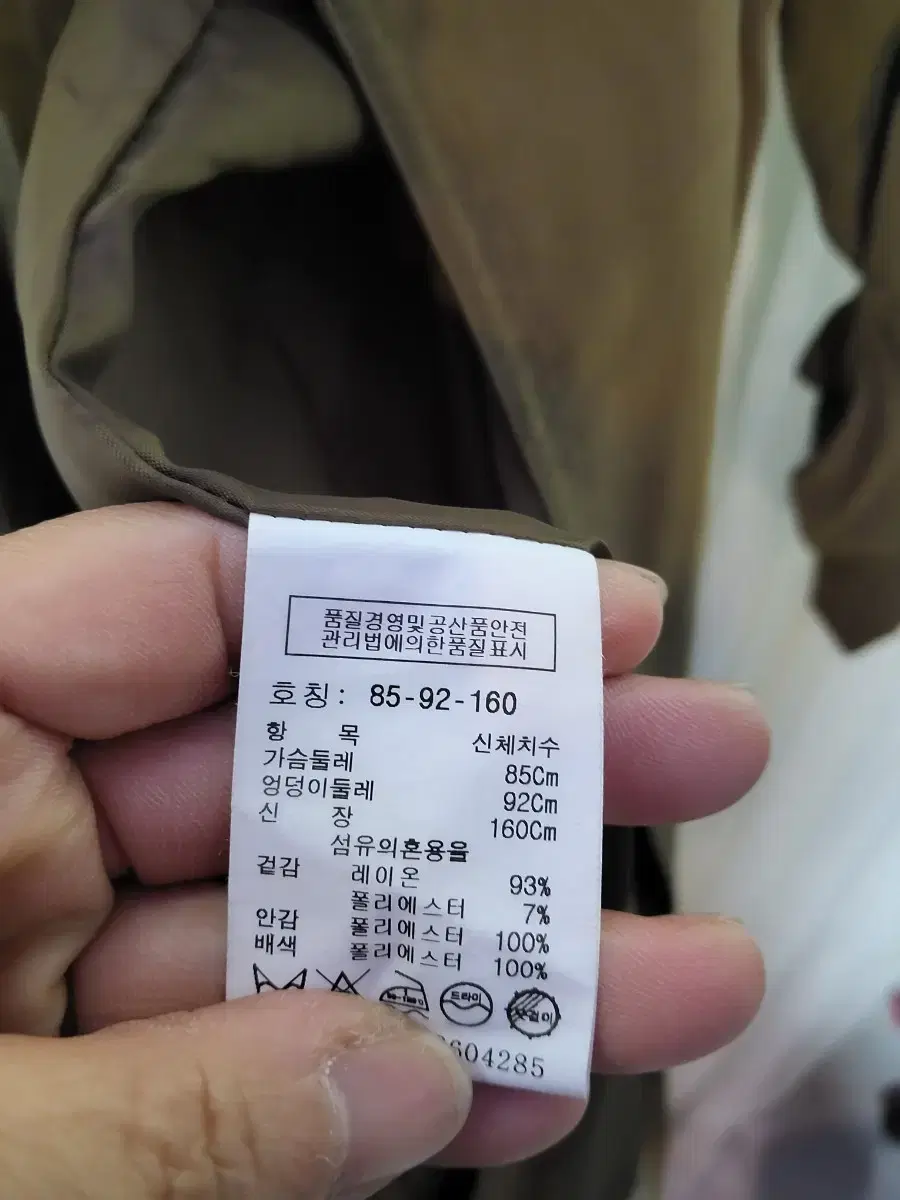 품질경영및공산품안전
관리법에의한품질표시
호칭: 85-92-160
항 목 신체치수
가슴둘레 85Cm
엉덩이둘레 92Cm
신 장 160Cm
섬유의혼용율
겉감 레이온 93%
폴리에스터 7%
안감 폴리에스터 100%
배색 폴리에스터 100%
드라이
604285